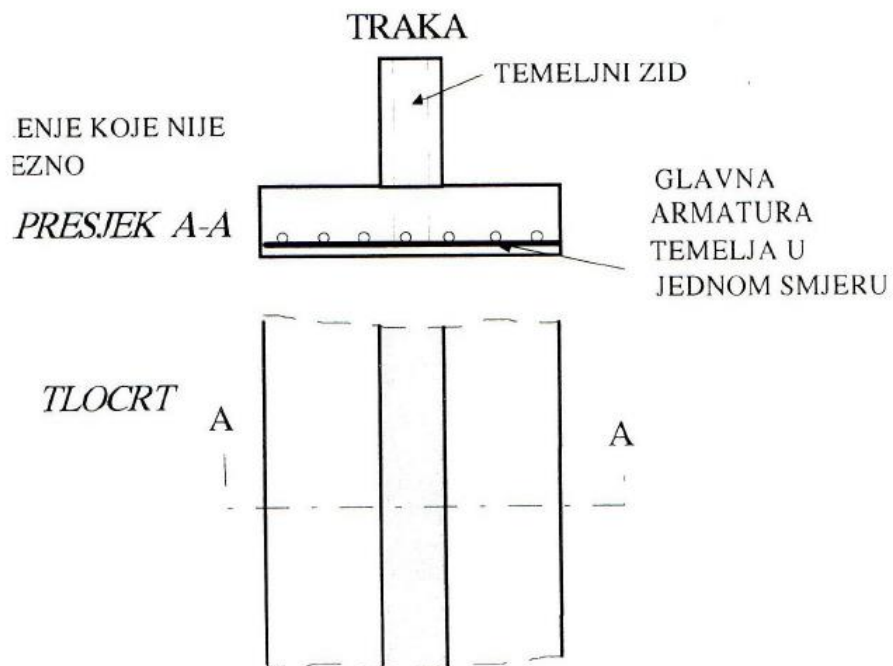 TRAKA
TEMELJNI ZID
ENJE KOJE NIJE
EZNO
PRESJEK A-A
GLAVNA
ARMATURA
TEMELJA U
JEDNOM SMJERU
TLOCRT
A
A